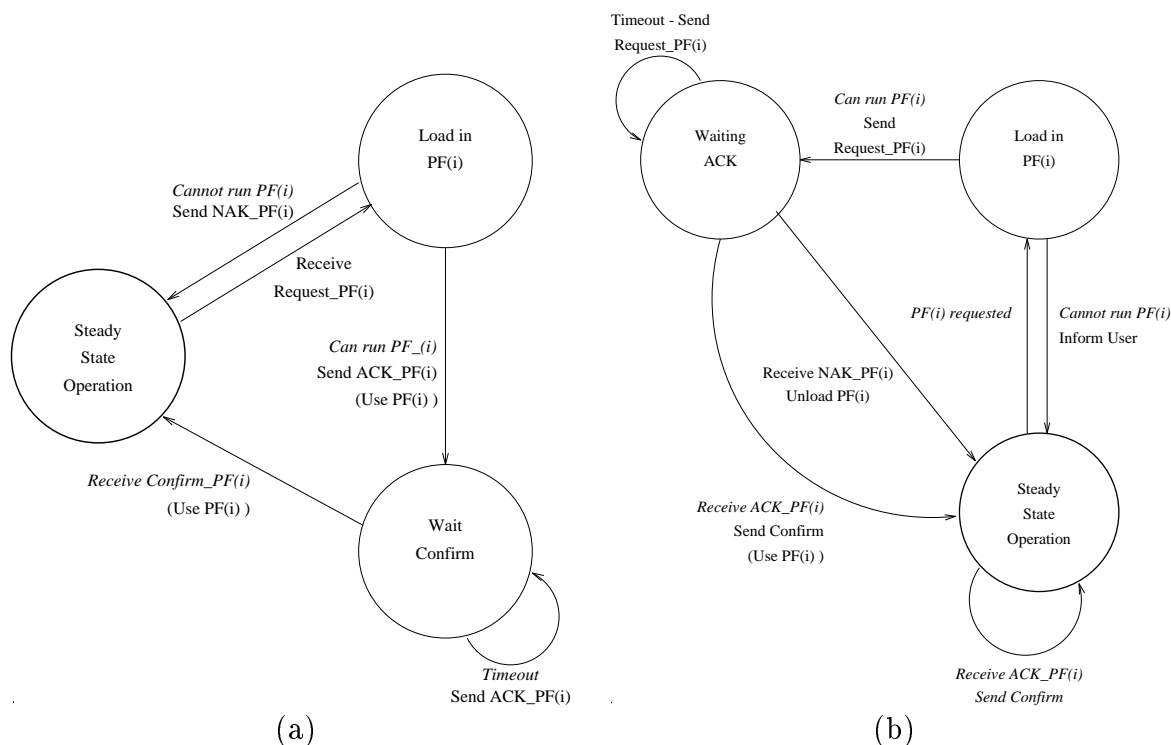 Load in
PF(i)
Cannot run PF(i)
Send NAK_PF(i)
Receive
Request_PF(i)
Steady
State
Operation
Can run PF_(i)
Send ACK_PF(i)
(Use PF(i) )
Receive Confirm_PF(i)
(Use PF(i) )
Wait
Confirm
Timeout
Send ACK_PF(i)
(a)
Timeout - Send
Request_PF(i)
Waiting
ACK
Can run PF(i)
Send
Request_PF(i)
Load in
PF(i)
PF(i) requested
Cannot run PF(i)
Inform User
Receive NAK_PF(i)
Unload PF(i)
Receive ACK_PF(i)
Send Confirm
(Use PF(i) )
Steady
State
Operation
Receive ACK_PF(i)
Send Confirm
(b)